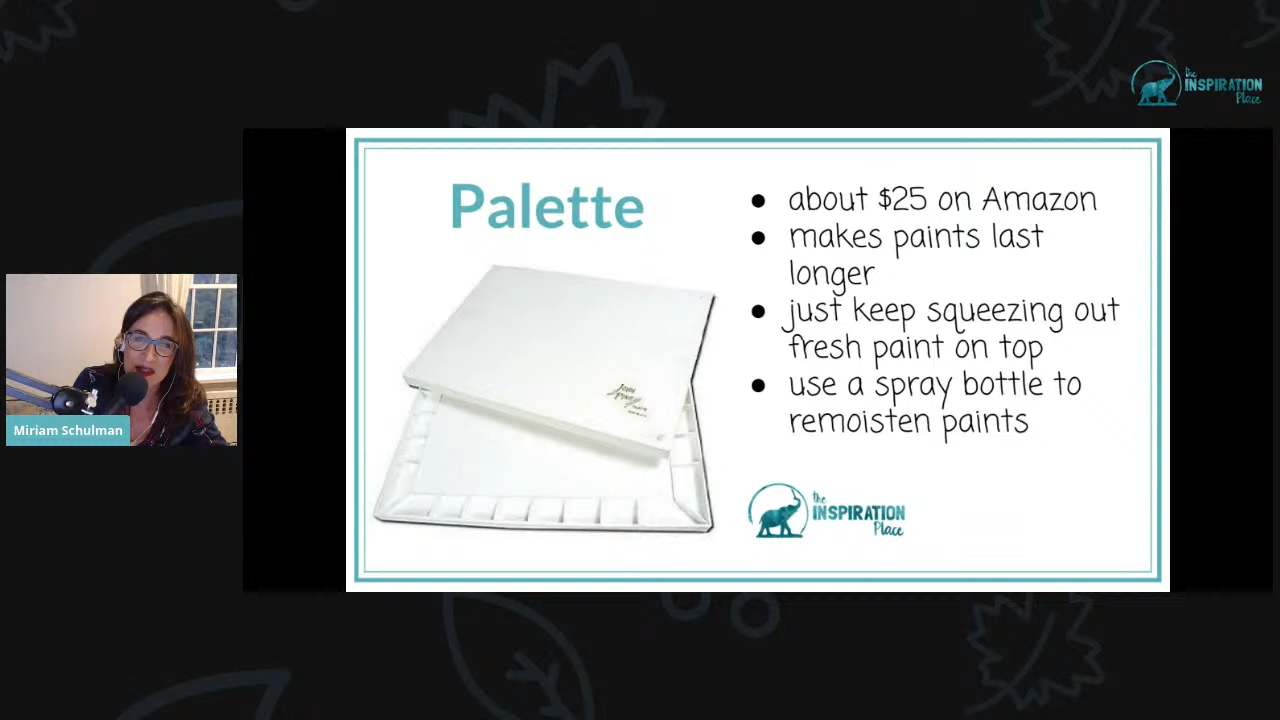 the
INSPIRATION
Place
Palette
● about $25 on Amazon
● makes paints last
longer
● just keep squeezing out
fresh paint on top
● use a spray bottle to
remoisten paints
Miriam Schulman
the
INSPIRATION
Place